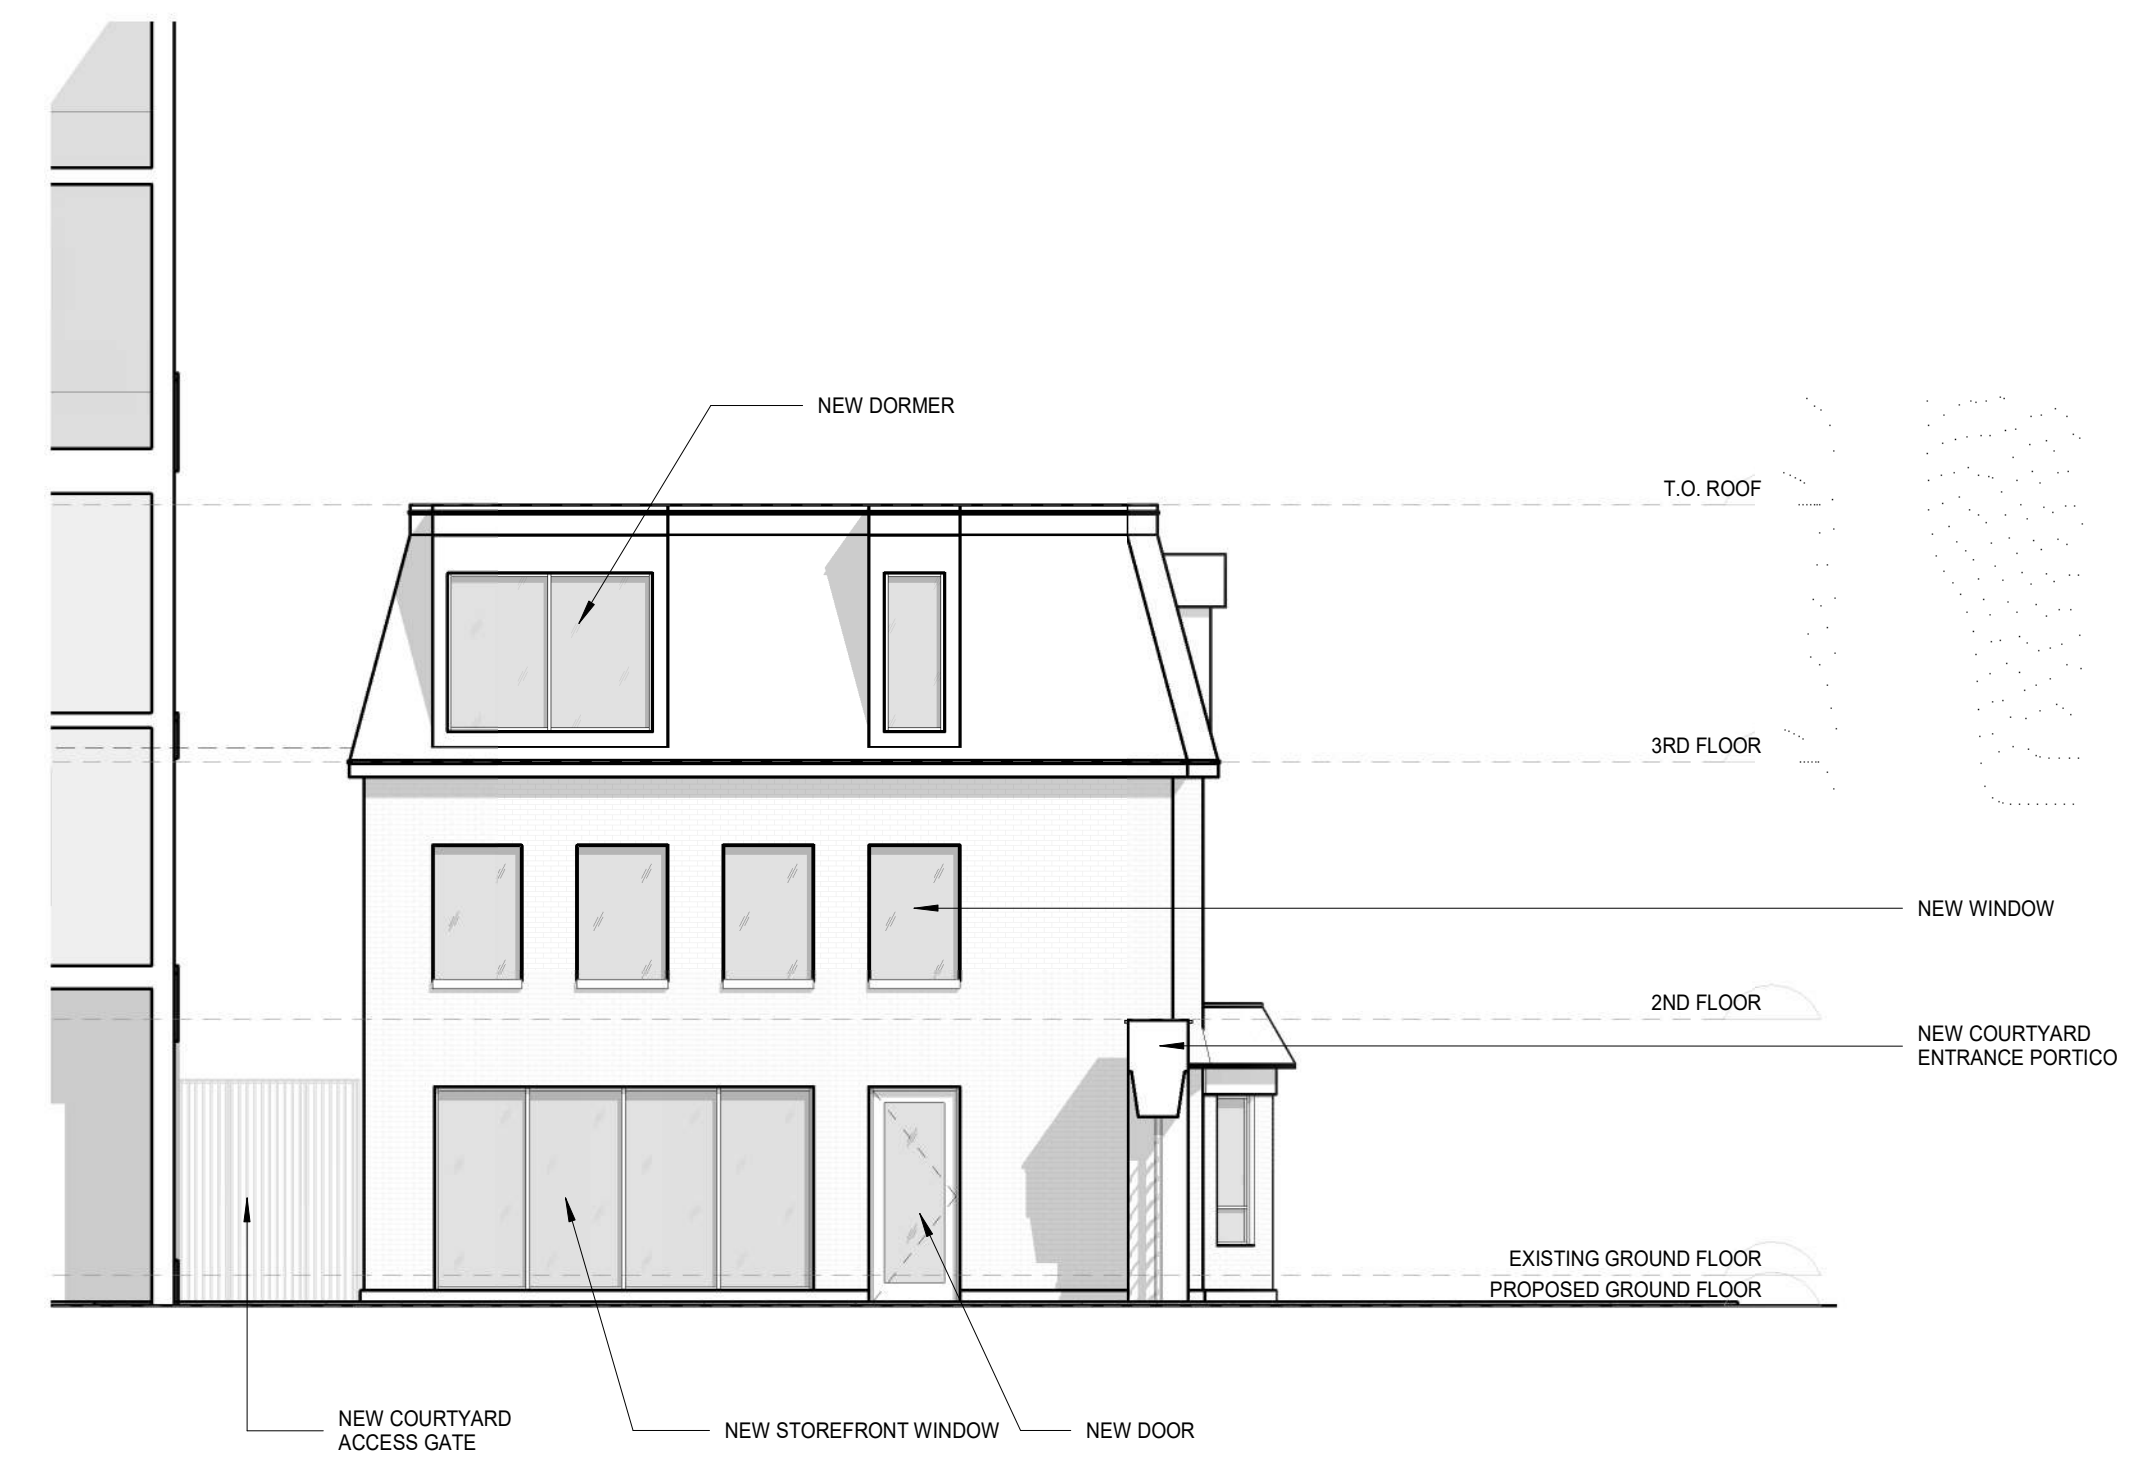 NEW DORMER
T.O. ROOF
3RD FLOOR
NEW WINDOW
2ND FLOOR
NEW COURTYARD
ENTRANCE PORTICO
EXISTING GROUND FLOOR
PROPOSED GROUND FLOOR
NEW COURTYARD
ACCESS GATE
NEW STOREFRONT WINDOW
NEW DOOR